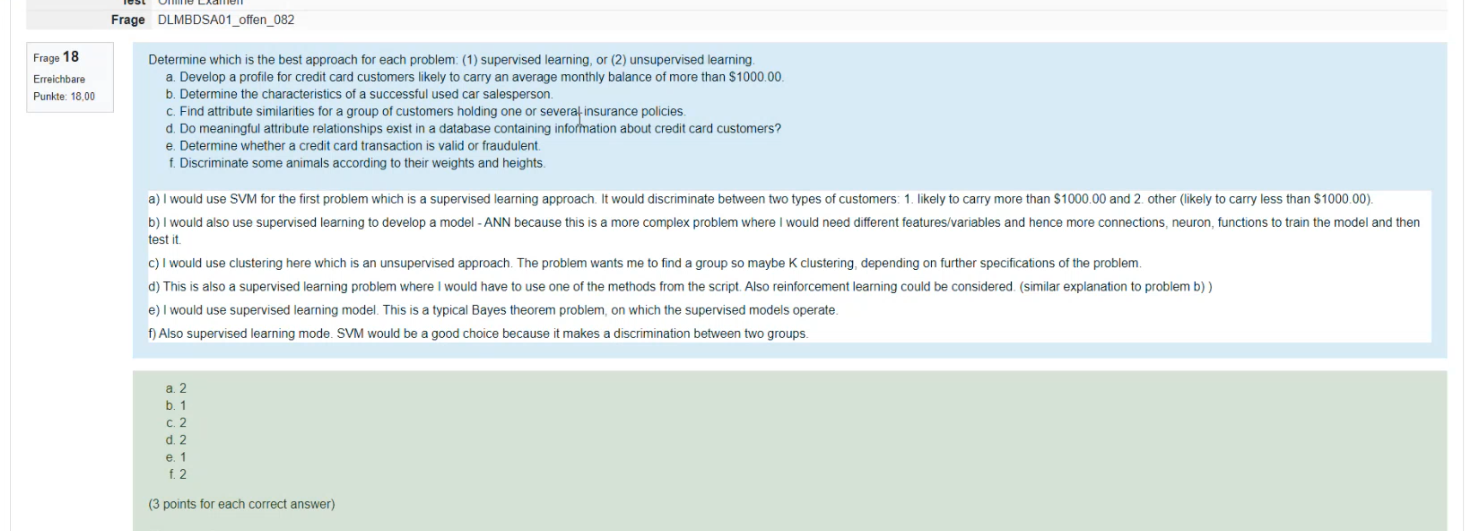 Test Online Examen
Frage DLMBDSA01_offen_082
Frage 18
Erreichbare
Punkte: 18,00
Determine which is the best approach for each problem: (1) supervised learning, or (2) unsupervised learning.
a. Develop a profile for credit card customers likely to carry an average monthly balance of more than $1000.00.
b. Determine the characteristics of a successful used car salesperson.
c. Find attribute similarities for a group of customers holding one or several insurance policies.
d. Do meaningful attribute relationships exist in a database containing information about credit card customers?
e. Determine whether a credit card transaction is valid or fraudulent.
f. Discriminate some animals according to their weights and heights.
a) I would use SVM for the first problem which is a supervised learning approach. It would discriminate between two types of customers: 1. likely to carry more than $1000.00 and 2. other (likely to carry less than $1000.00).
b) I would also use supervised learning to develop a model - ANN because this is a more complex problem where I would need different features/variables and hence more connections, neuron, functions to train the model and then
test it.
c) I would use clustering here which is an unsupervised approach. The problem wants me to find a group so maybe K clustering, depending on further specifications of the problem.
d) This is also a supervised learning problem where I would have to use one of the methods from the script. Also reinforcement learning could be considered. (similar explanation to problem b) )
e) I would use supervised learning model. This is a typical Bayes theorem problem, on which the supervised models operate.
f) Also supervised learning mode. SVM would be a good choice because it makes a discrimination between two groups.
a. 2
b. 1
c. 2
d. 2
e. 1
f. 2
(3 points for each correct answer)